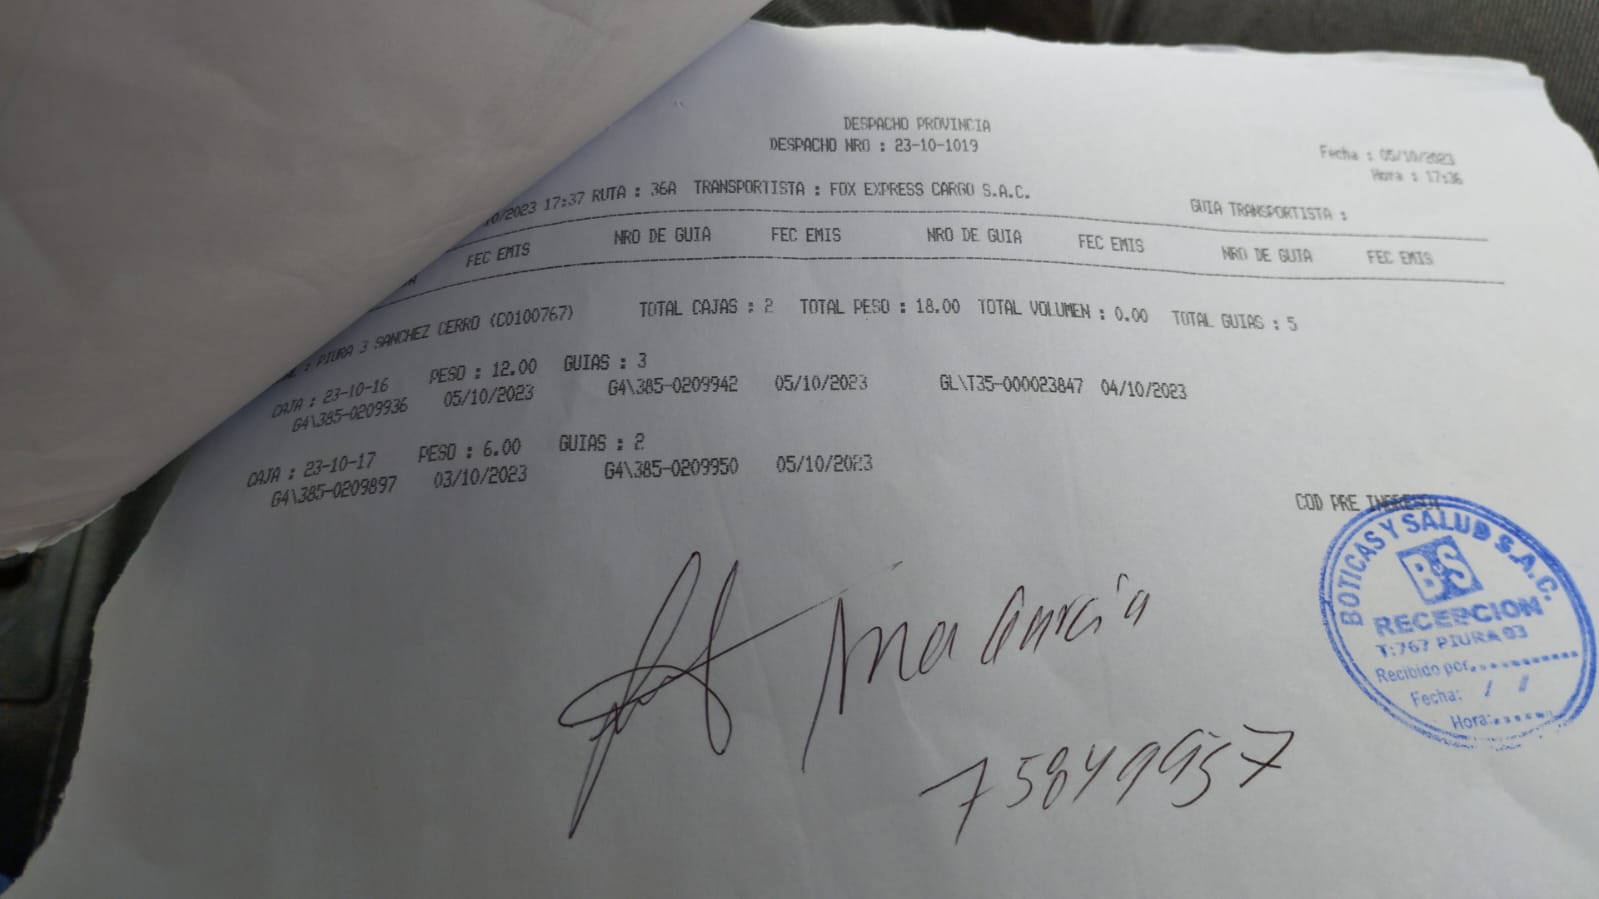 DESPACHO PROVINCIA
DESPACHO NRO : 23-10-1019
Fecha : 05/10/2023
Hora : 17:36
10/2023 17:37 RUTA : 36A TRANSPORTISTA : FOX EXPRESS CARGO S.A.C.
GUIA TRANSPORTISTA :
FEC EMIS NRO DE GUIA FEC EMIS NRO DE GUIA FEC EMIS NRO DE GUIA FEC EMIS
: PIURA 3 SANCHEZ CERRO (C0100767) TOTAL CAJAS : 2 TOTAL PESO : 18.00 TOTAL VOLUMEN : 0.00 TOTAL GUIAS : 5
CAJA : 23-10-16 PESO : 12.00 GUIAS : 3
G4\385-0209936 05/10/2023 G4\385-0209942 05/10/2023 GL\T35-000023847 04/10/2023
CAJA : 23-10-17 PESO : 6.00 GUIAS : 2
G4\385-0209897 03/10/2023 G4\385-0209950 05/10/2023
COD PRE INGRESO:
BOTICAS Y SALUD S.A.C.
B&S
RECEPCION
T:767 PIURA 03
Recibido por
Fecha: / /
Hora:
Ana Garcia